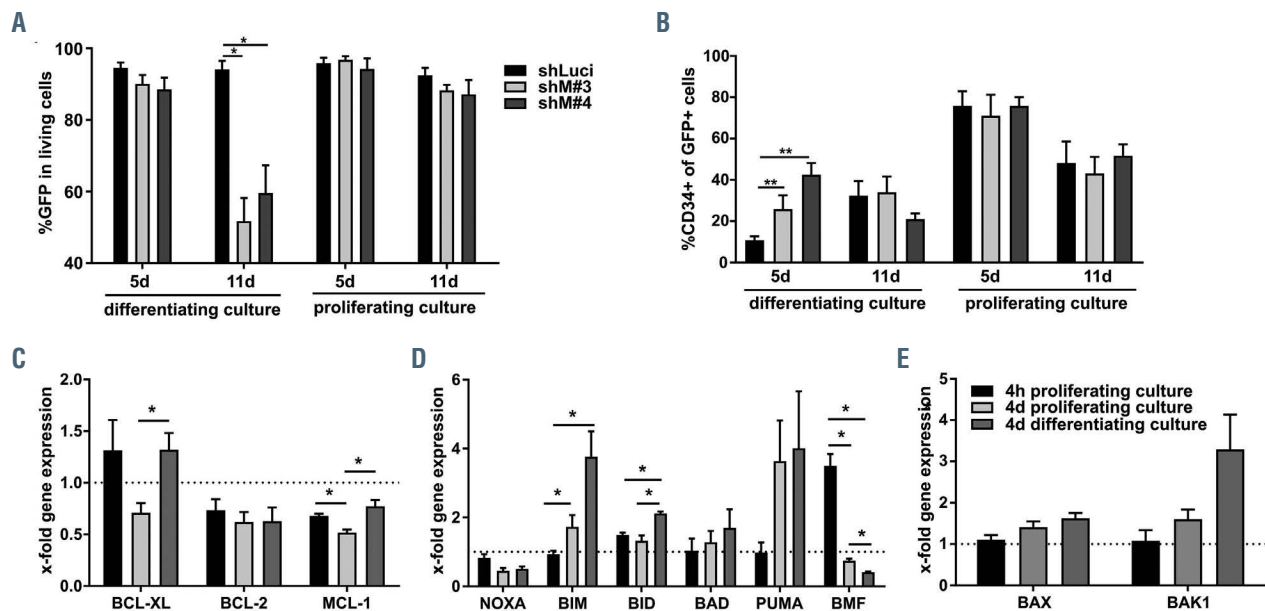 A
%GFP in living cells
100
80
60
40
*
*
5d
11d
5d
11d
differentiating culture
proliferating culture
shLuci
shM#3
shM#4
B
%CD34+ of GFP+ cells
100
80
60
40
20
0
**
**
5d
11d
5d
11d
differentiating culture
proliferating culture
C
x-fold gene expression
2.0
1.5
1.0
0.5
0.0
*
*
*
BCL-XL
BCL-2
MCL-1
D
x-fold gene expression
6
4
2
0
*
*
*
*
*
*
*
NOXA
BIM
BID
BAD
PUMA
BMF
E
x-fold gene expression
5
4
3
2
1
0
4h proliferating culture
4d proliferating culture
4d differentiating culture
BAX
BAK1